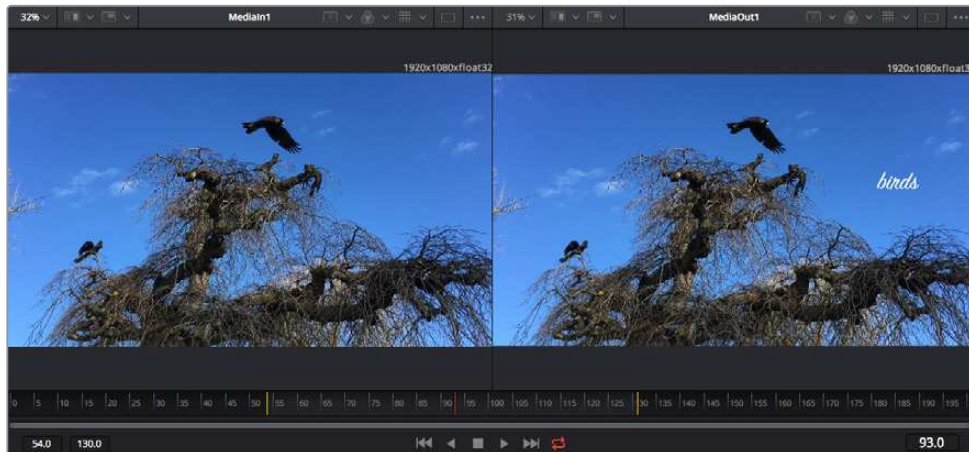 32% MediaIn1 31% MediaOut1
1920x1080xfloat32 1920x1080xfloat3
birds
0 5 10 15 20 25 30 35 40 45 50 55 60 65 70 75 80 85 90 95 100 105 110 115 120 125 30 135 140 145 150 155 160 165 170 175 180 185 190 195
54.0 130.0 93.0